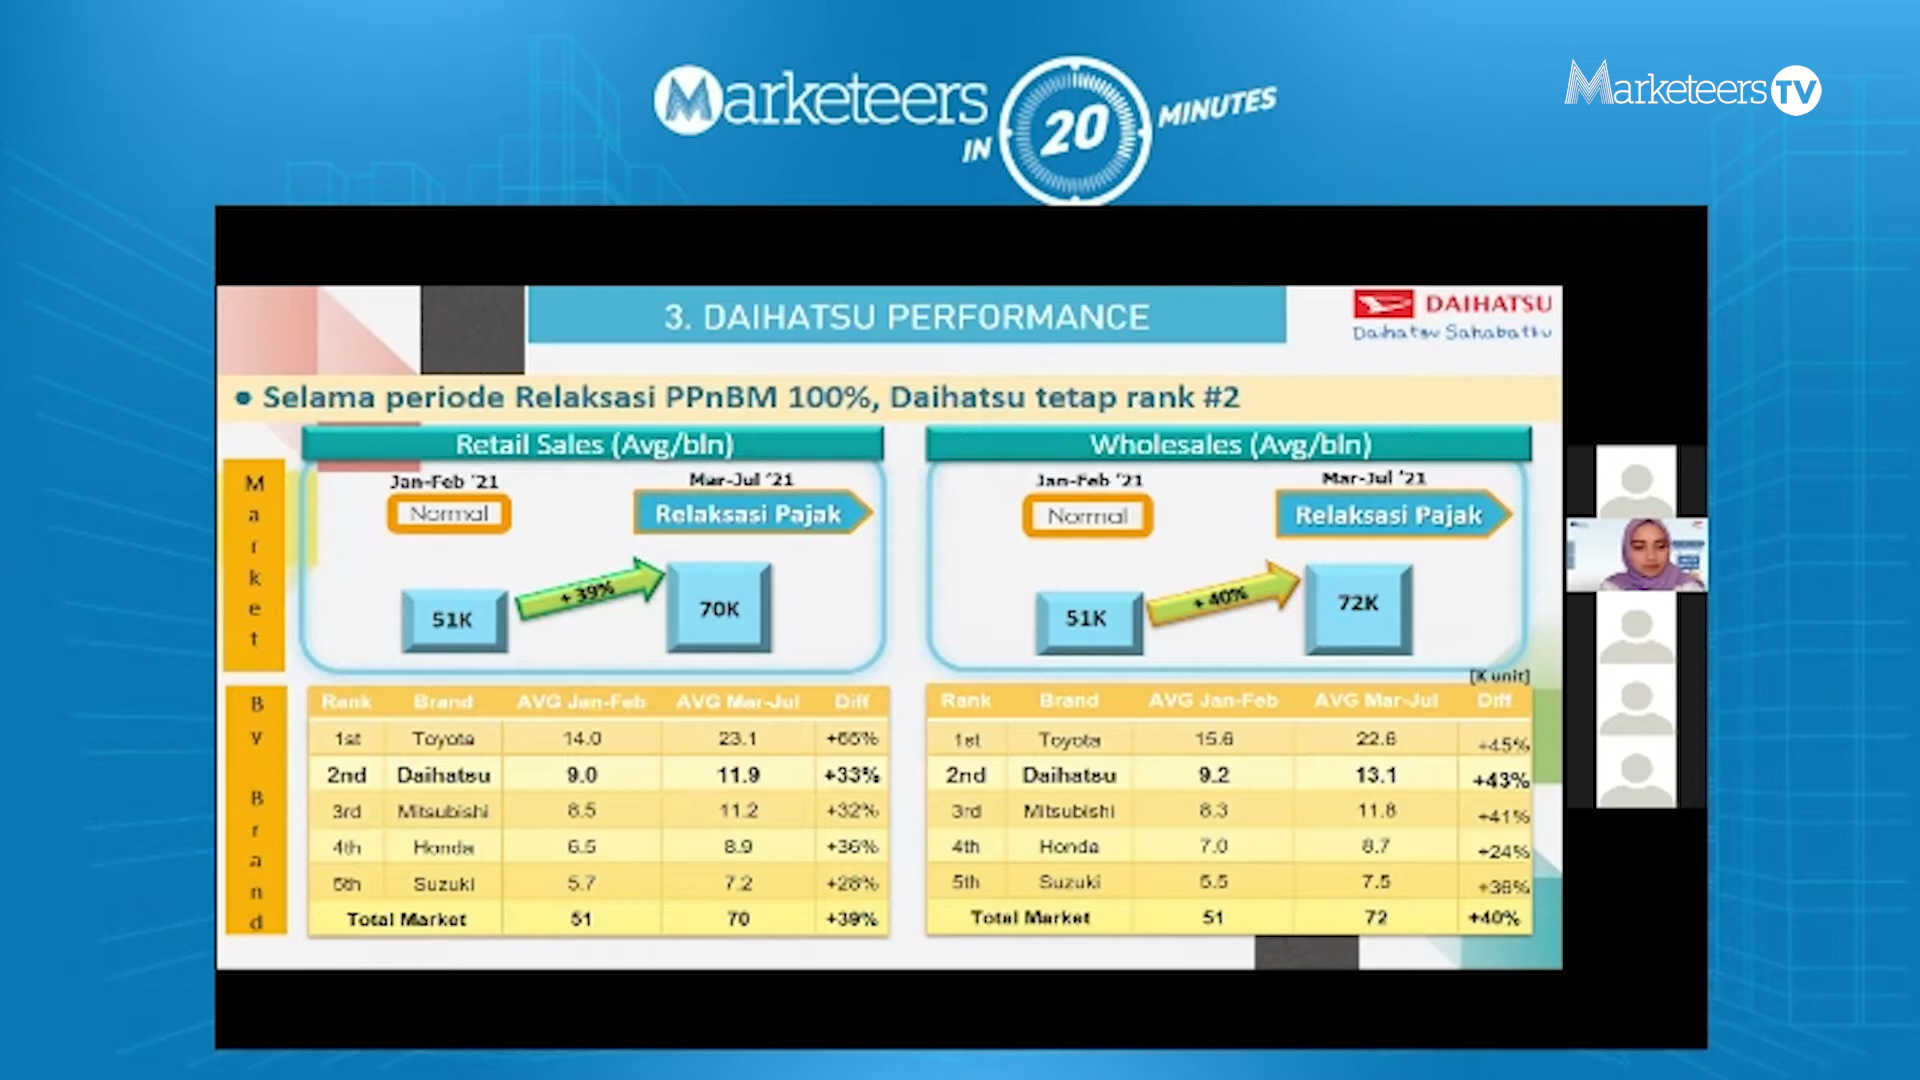 Marketeers IN 20 MINUTES
Marketeers TV
3. DAIHATSU PERFORMANCE
DAIHATSU
Daihatsu Sahabatku
• Selama periode Relaksasi PPnBM 100%, Daihatsu tetap rank #2
Market
Retail Sales (Avg/bln)
Jan-Feb '21
Mar-Jul '21
Normal
Relaksasi Pajak
51K
+ 39%
70K
Wholesales (Avg/bln)
Jan-Feb '21
Mar-Jul '21
Normal
Relaksasi Pajak
51K
+ 40%
72K
[K unit]
By Brand
Rank Brand AVG Jan-Feb AVG Mar-Jul Diff
1st Toyota 14.0 23.1
2nd Daihatsu 9.0 11.9 +33%
3rd Mitsubishi 8.5 11.2 +32%
4th Honda 6.5 8.9 +36%
5th Suzuki 5.7 7.2 +28%
Total Market 51 70 +39%
Rank Brand AVG Jan-Feb AVG Mar-Jul Diff
1st Toyota 15.6 22.6 +45%
2nd Daihatsu 9.2 13.1 +43%
3rd Mitsubishi 8.3 11.8 +41%
4th Honda 7.0 8.7 +24%
5th Suzuki 5.5 7.5 +36%
Total Market 51 72 +40%